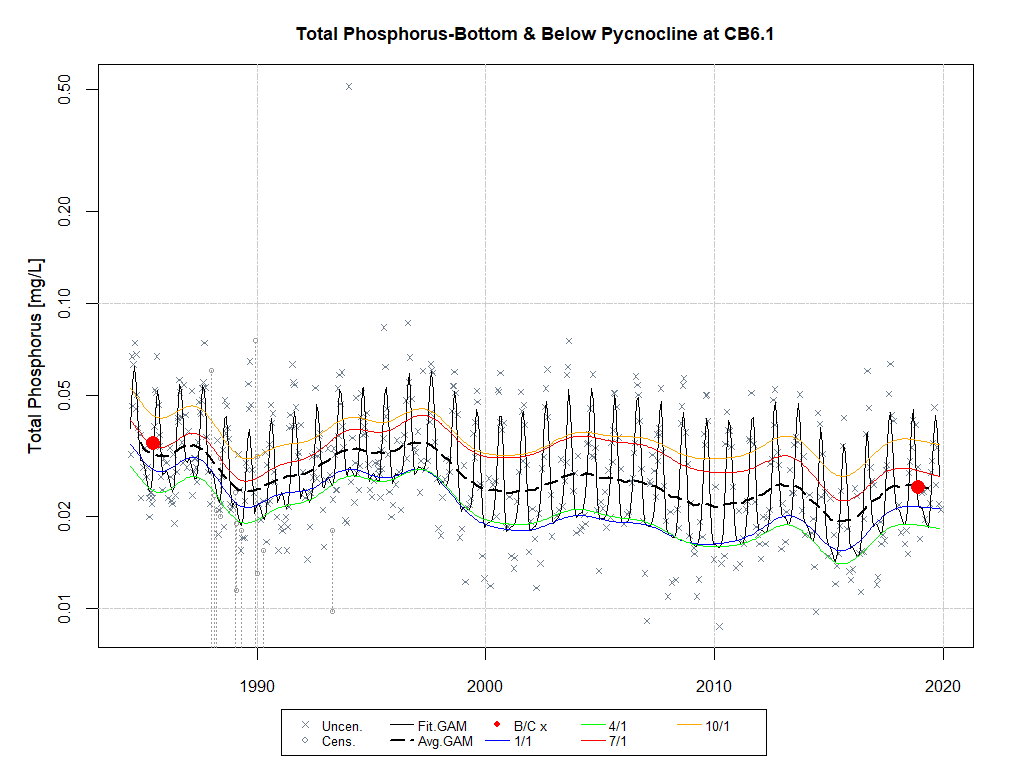 Total Phosphorus-Bottom & Below Pycnocline at CB6.1
Total Phosphorus [mg/L]
0.50
0.20
0.10
0.05
0.02
0.01
1990 2000 2010 2020
Uncen. Fit.GAM B/C x 4/1 10/1
Cens. Avg.GAM 1/1 7/1